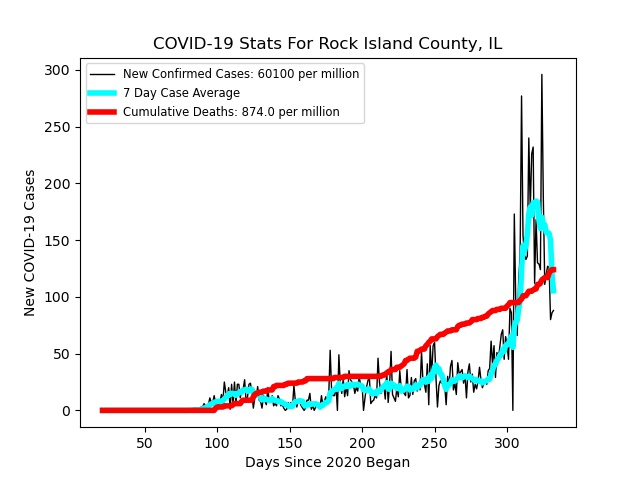 COVID-19 Stats For Rock Island County, IL
New Confirmed Cases: 60100 per million
7 Day Case Average
Cumulative Deaths: 874.0 per million
New COVID-19 Cases
300
250
200
150
100
50
0
50 100 150 200 250 300
Days Since 2020 Began